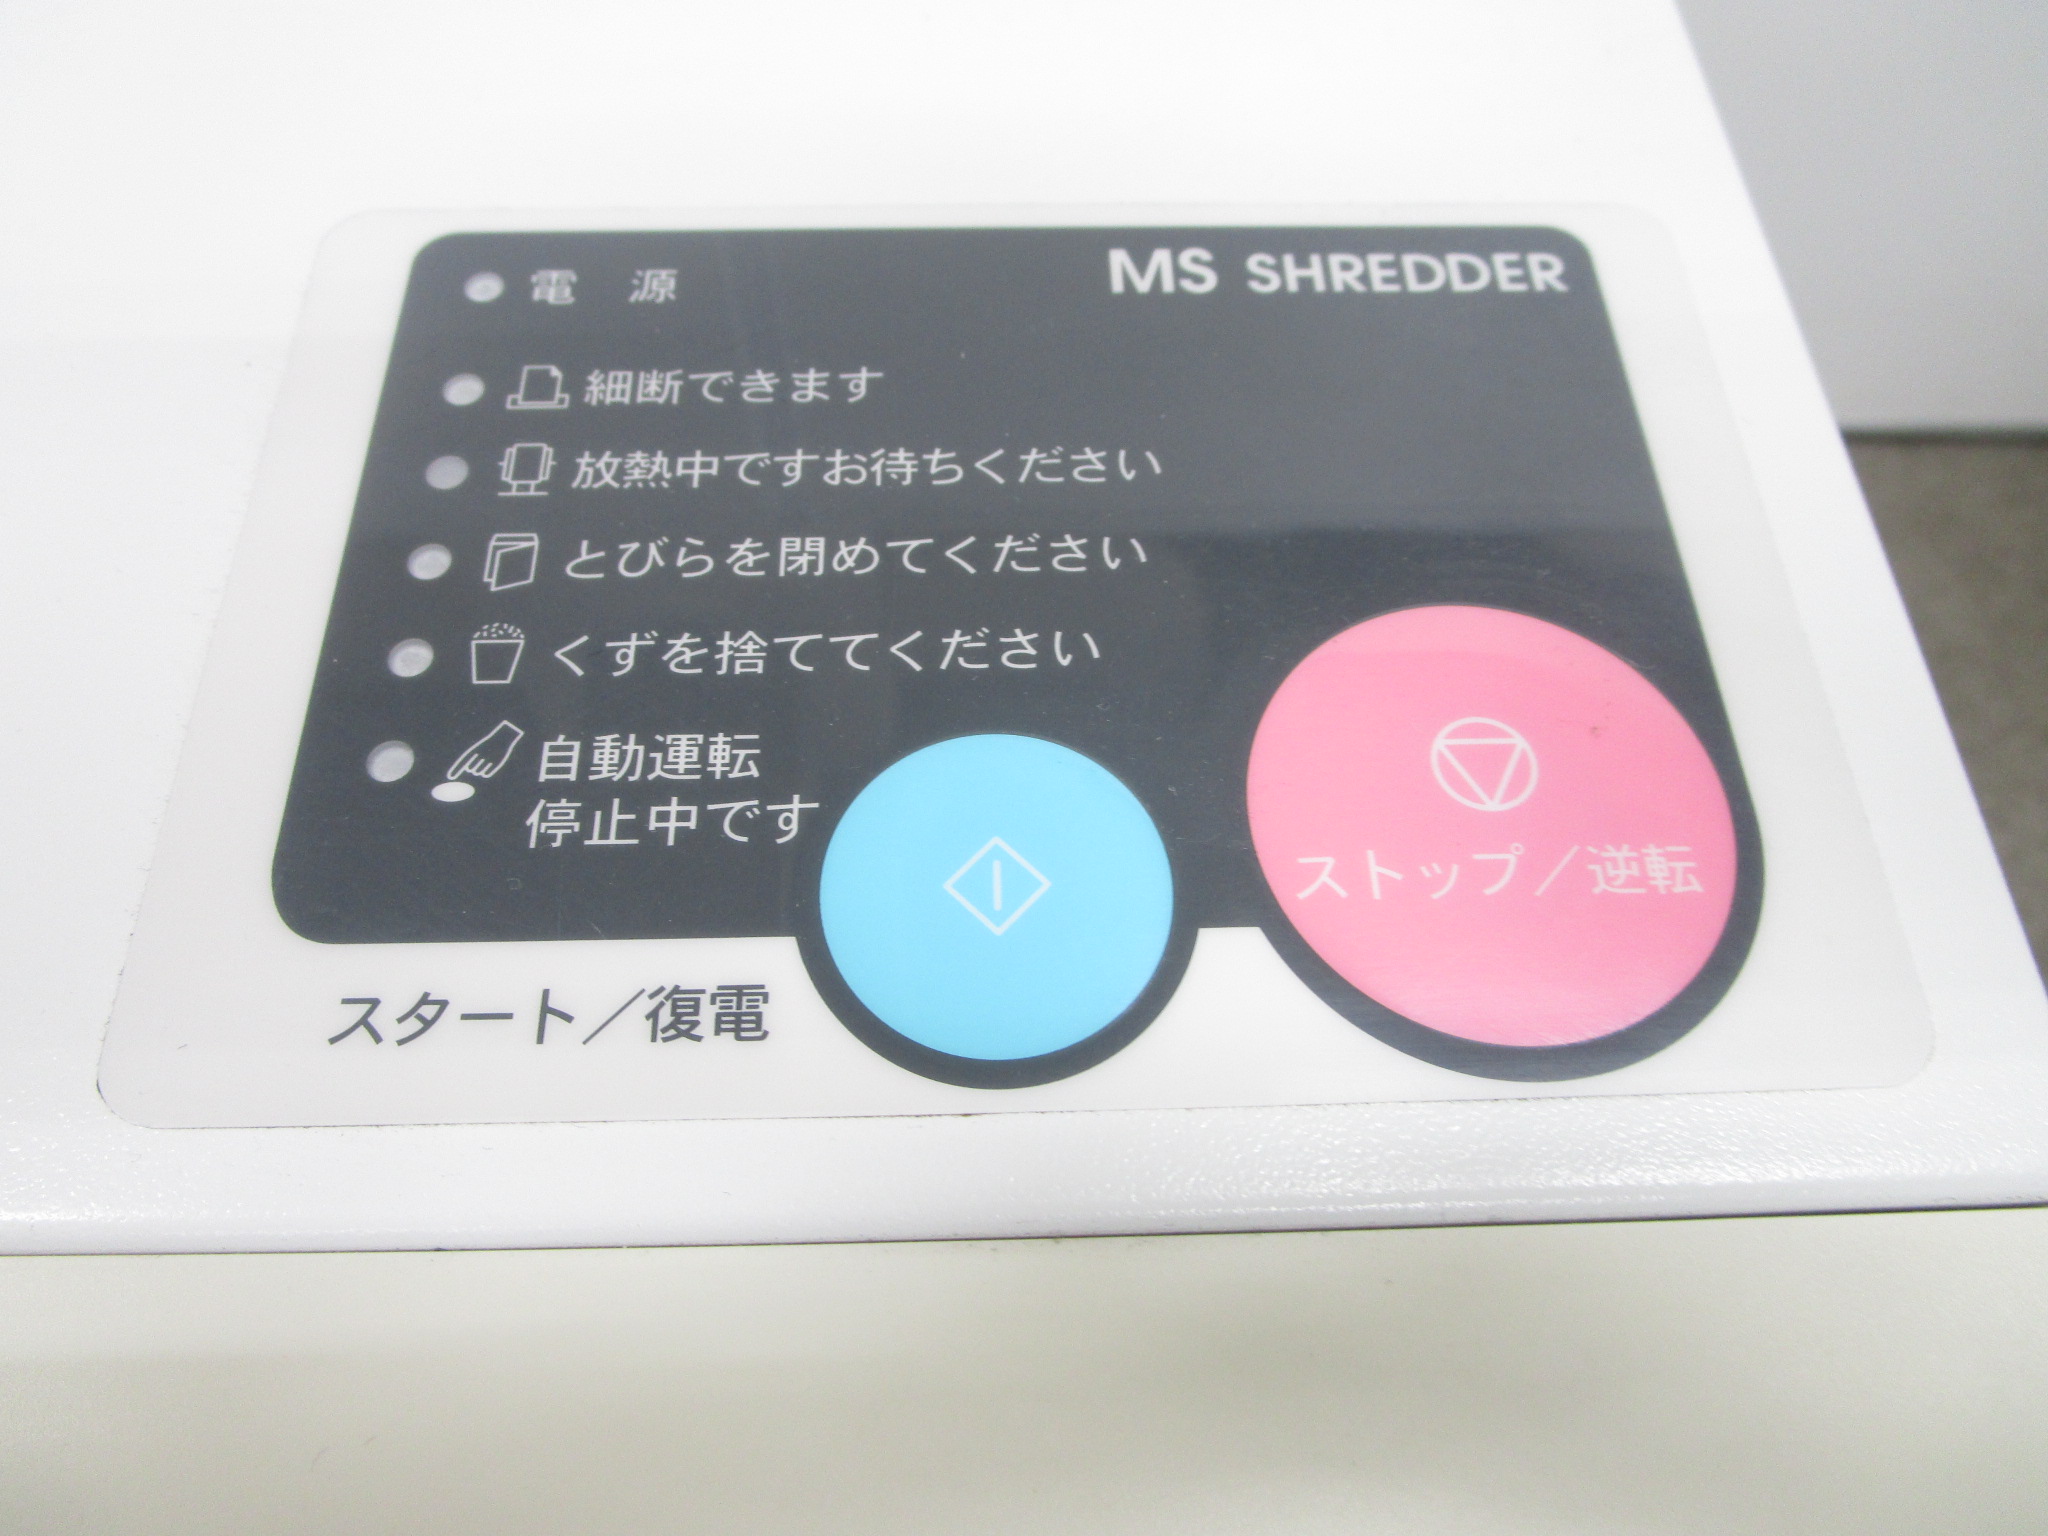 電 源
MS SHREDDER
細断できます
放熱中ですお待ちください
とびらを閉めてください
くずを捨ててください
自動運転
停止中です
ストップ／逆転
スタート／復電